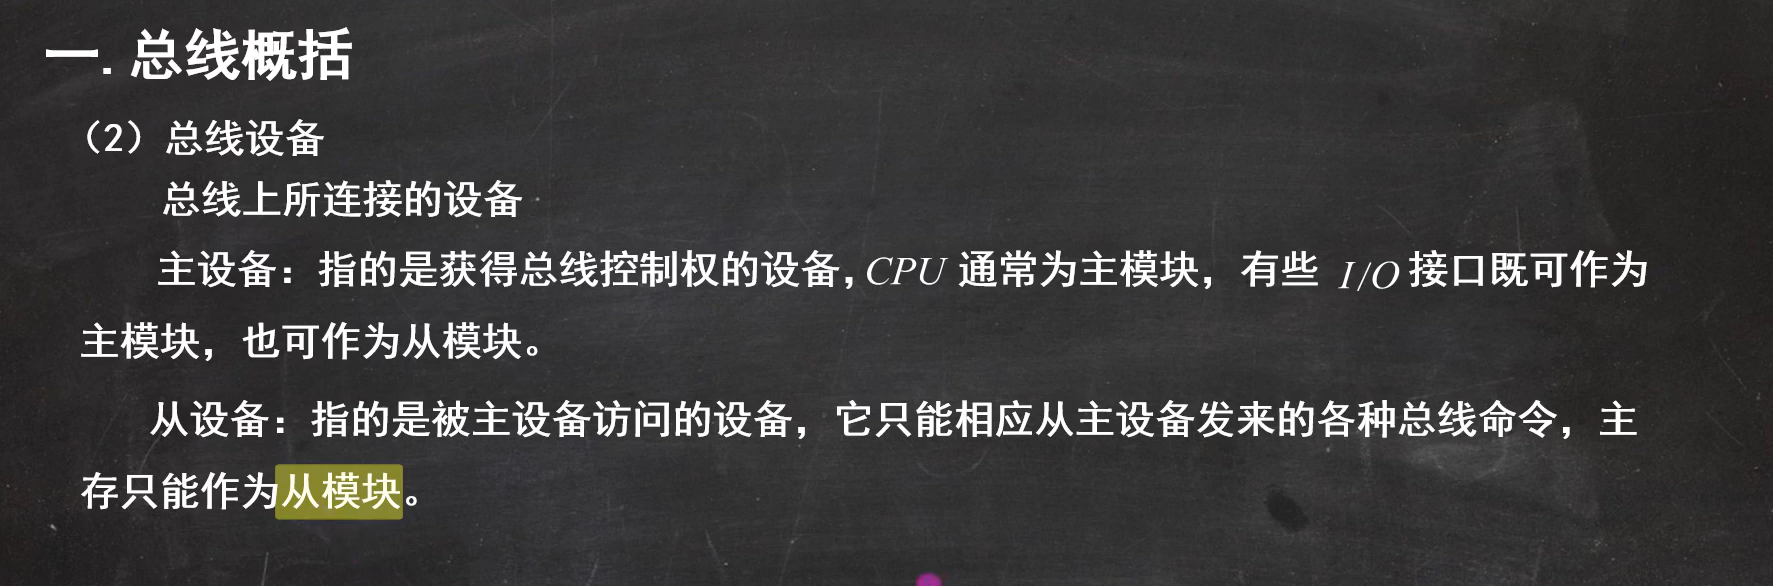 一. 总线概括
（2）总线设备
总线上所连接的设备
主设备：指的是获得总线控制权的设备,CPU 通常为主模块，有些 I/O 接口既可作为
主模块，也可作为从模块。
从设备：指的是被主设备访问的设备，它只能相应从主设备发来的各种总线命令，主
存只能作为从模块。